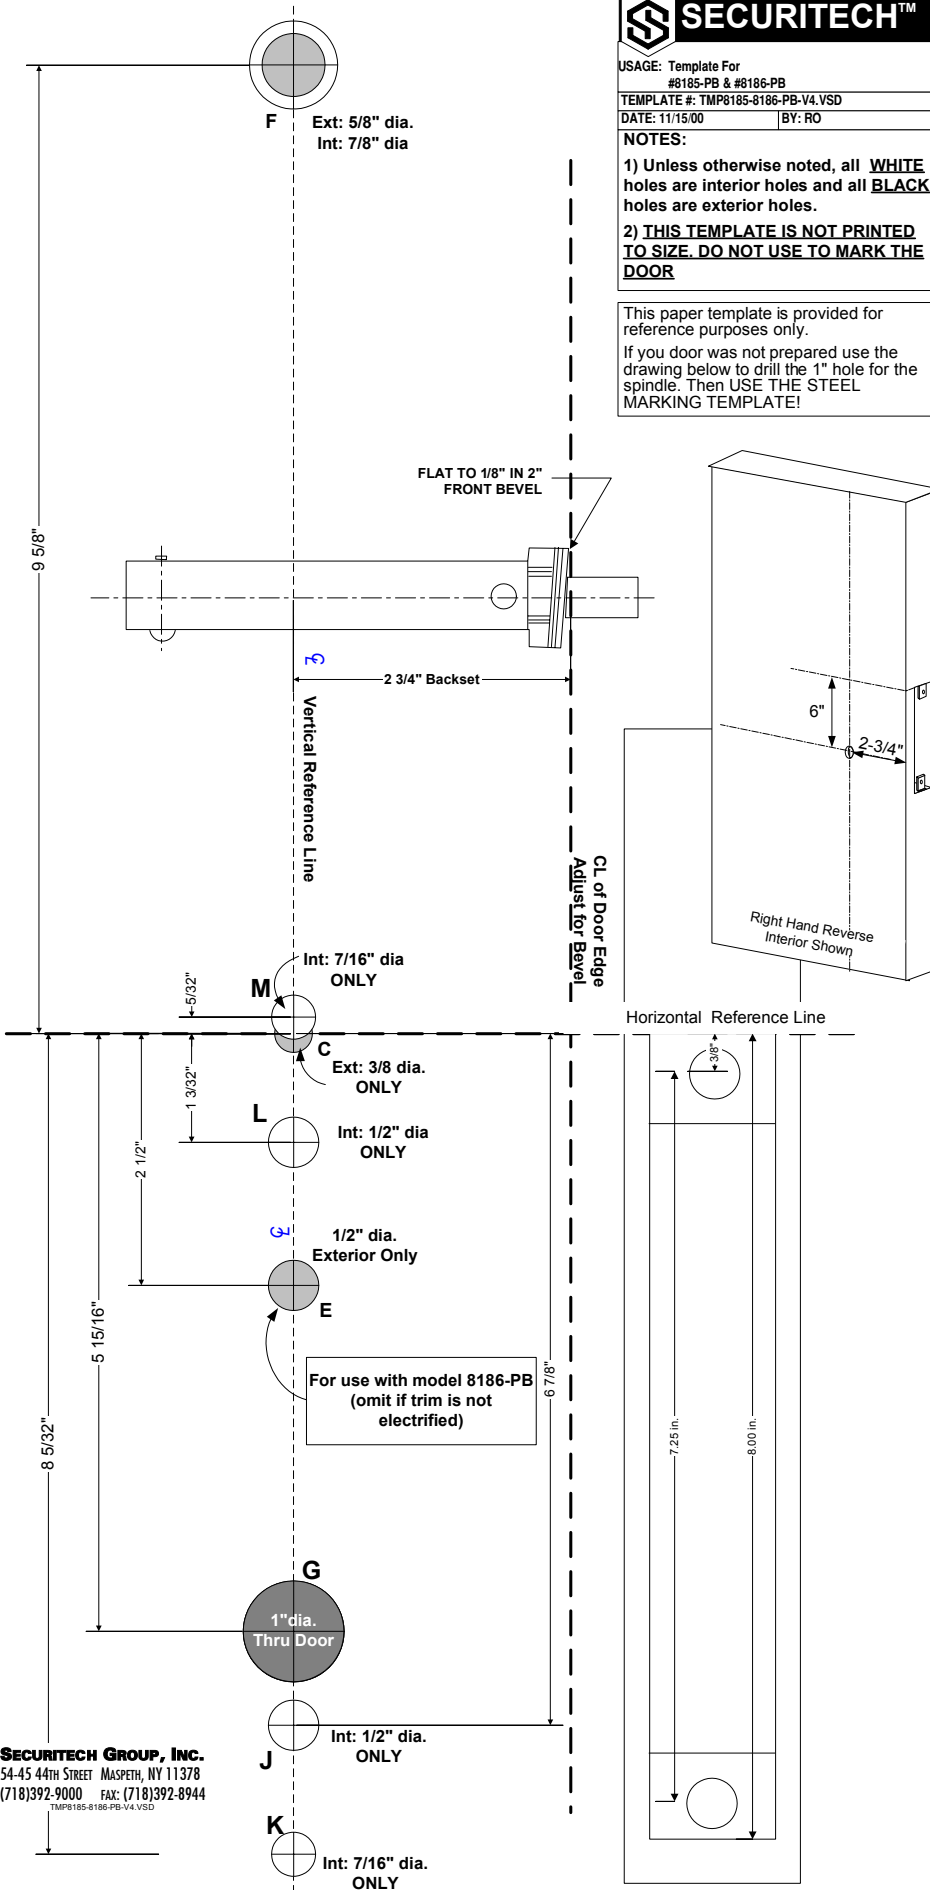 SECURITECH™
USAGE: Template For
#8185-PB & #8186-PB
TEMPLATE #: TMP8185-8186-PB-V4.VSD
DATE: 11/15/00 BY: RO
NOTES:
1) Unless otherwise noted, all WHITE
holes are interior holes and all BLACK
holes are exterior holes.
2) THIS TEMPLATE IS NOT PRINTED
TO SIZE. DO NOT USE TO MARK THE
DOOR
This paper template is provided for
reference purposes only.
If you door was not prepared use the
drawing below to drill the 1" hole for the
spindle. Then USE THE STEEL
MARKING TEMPLATE!
F
Ext: 5/8" dia.
Int: 7/8" dia
9 5/8"
FLAT TO 1/8" IN 2"
FRONT BEVEL
2 3/4" Backset
Vertical Reference Line
CL of Door Edge
Adjust for Bevel
6"
2-3/4"
Right Hand Reverse
Interior Shown
M
Int: 7/16" dia
ONLY
5/32"
Horizontal Reference Line
C
Ext: 3/8 dia.
ONLY
3/8"
1 3/32"
L
Int: 1/2" dia
ONLY
2 1/2"
1/2" dia.
Exterior Only
E
5 15/16"
For use with model 8186-PB
(omit if trim is not
electrified)
6 7/8"
8 5/32"
7.25 in.
8.00 in.
G
1"dia.
Thru Door
J
Int: 1/2" dia.
ONLY
K
Int: 7/16" dia.
ONLY
SECURITECH GROUP, INC.
54-45 44TH STREET MASPETH, NY 11378
(718)392-9000 FAX: (718)392-8944
TMP8185-8186-PB-V4.VSD